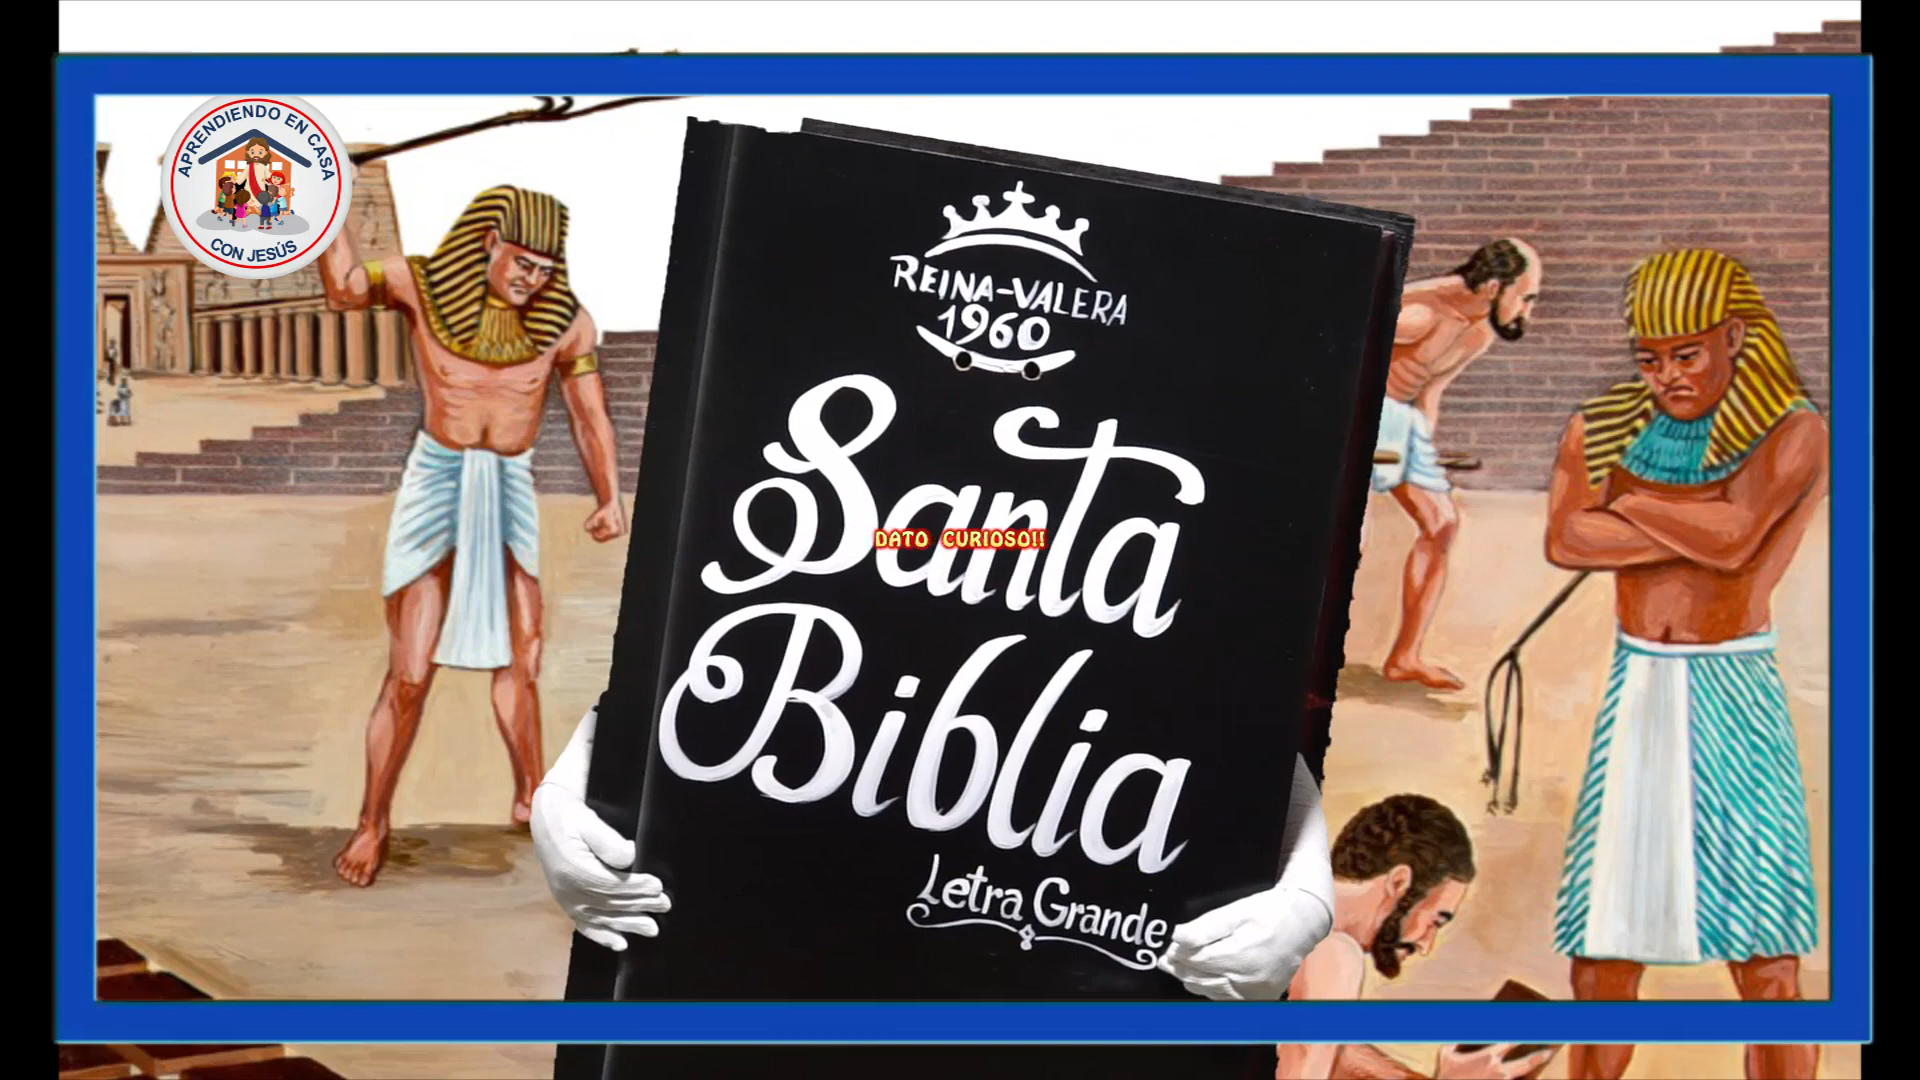 APRENDIENDO EN CASA
CON JESÚS
REINA-VALERA
1960
Santa
DATO CURIOSO!!
Biblia
Letra Grande